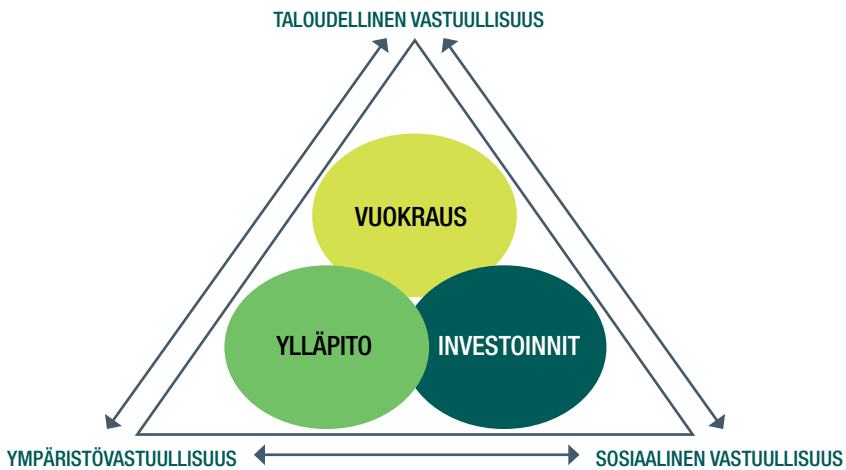 TALOUDELLINEN VASTUULLISUUS
VUOKRAUS
YLLÄPITO
INVESTOINNIT
YMPÄRISTÖVASTUULLISUUS
SOSIAALINEN VASTUULLISUUS